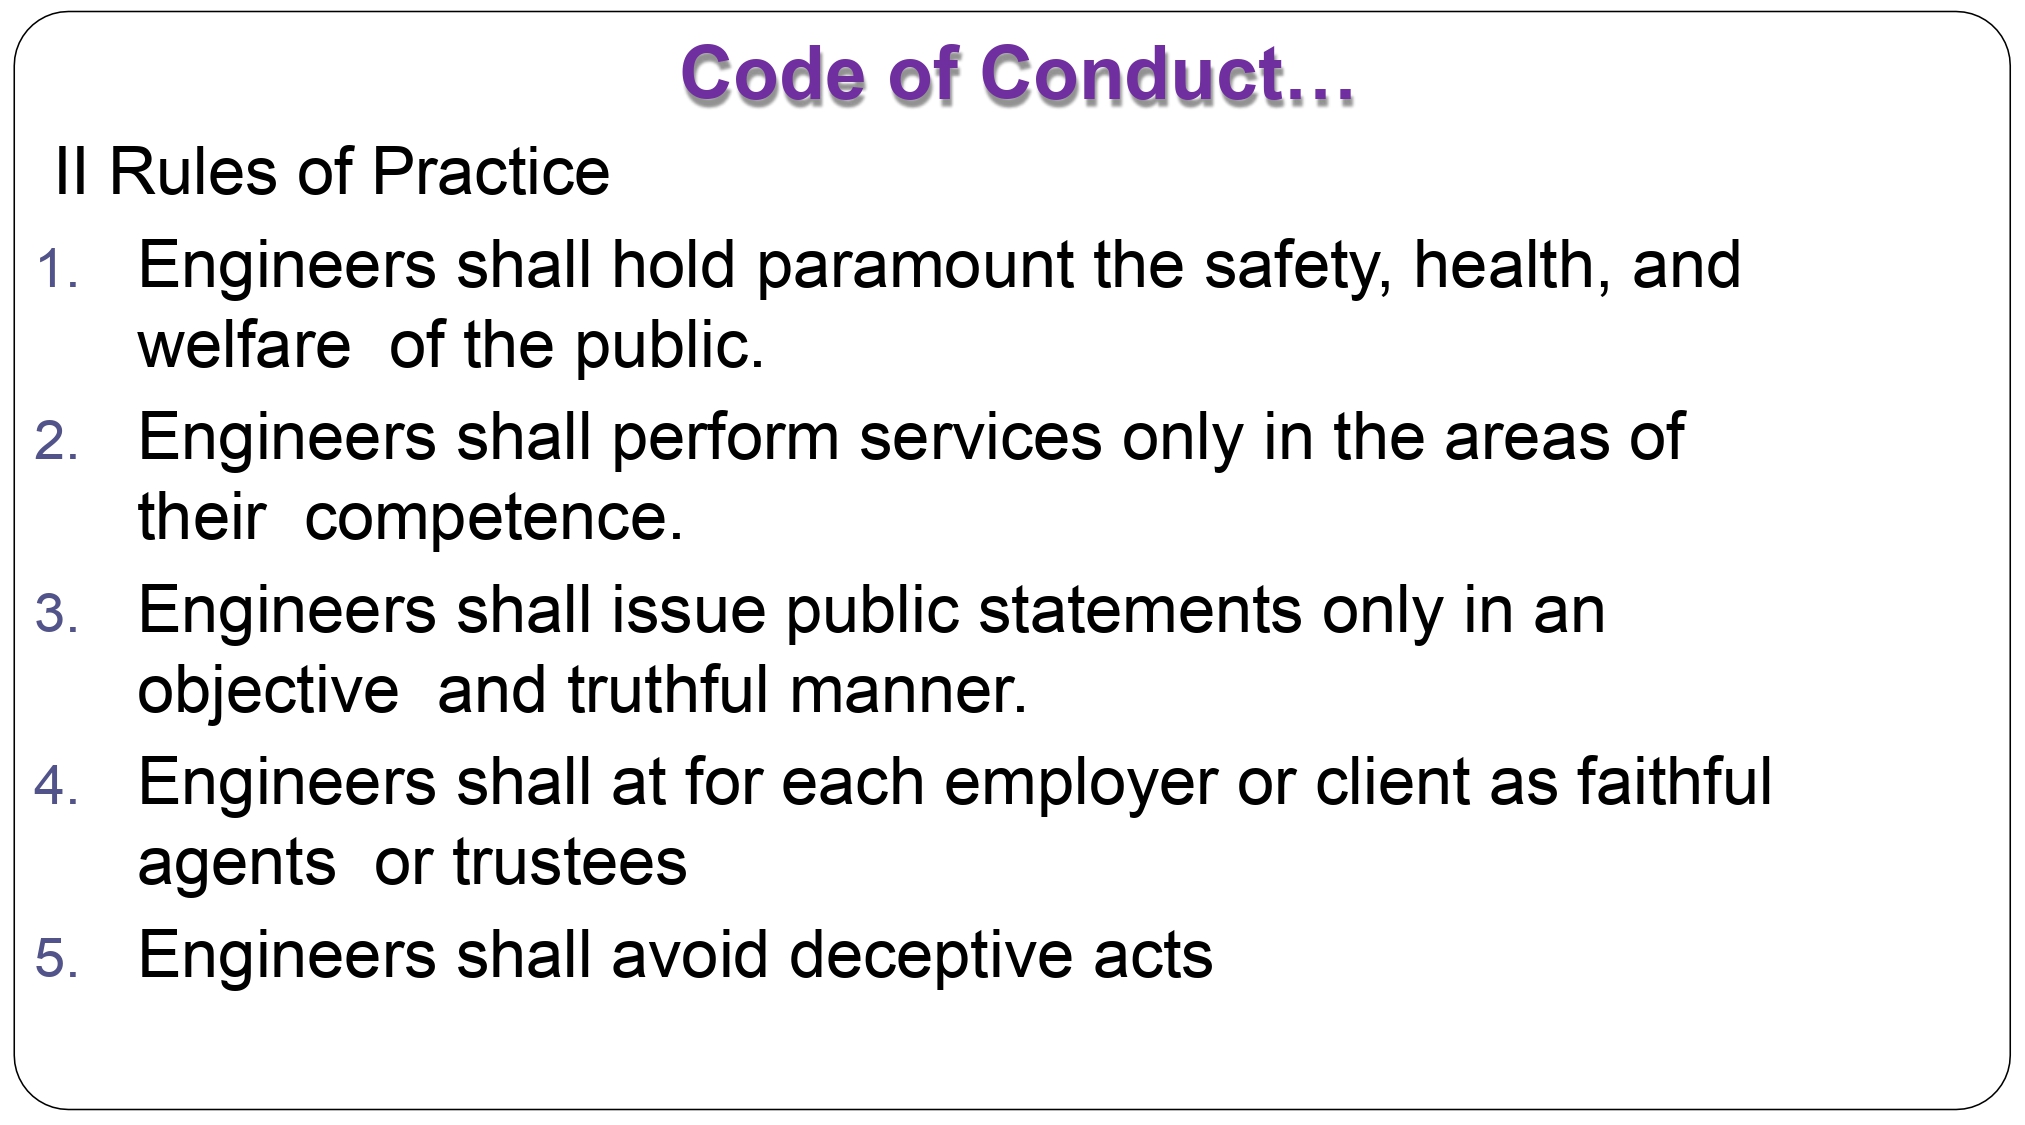 Code of Conduct…
II Rules of Practice
1. Engineers shall hold paramount the safety, health, and
welfare  of the public.
2. Engineers shall perform services only in the areas of
their  competence.
3. Engineers shall issue public statements only in an
objective  and truthful manner.
4. Engineers shall at for each employer or client as faithful
agents  or trustees
5. Engineers shall avoid deceptive acts